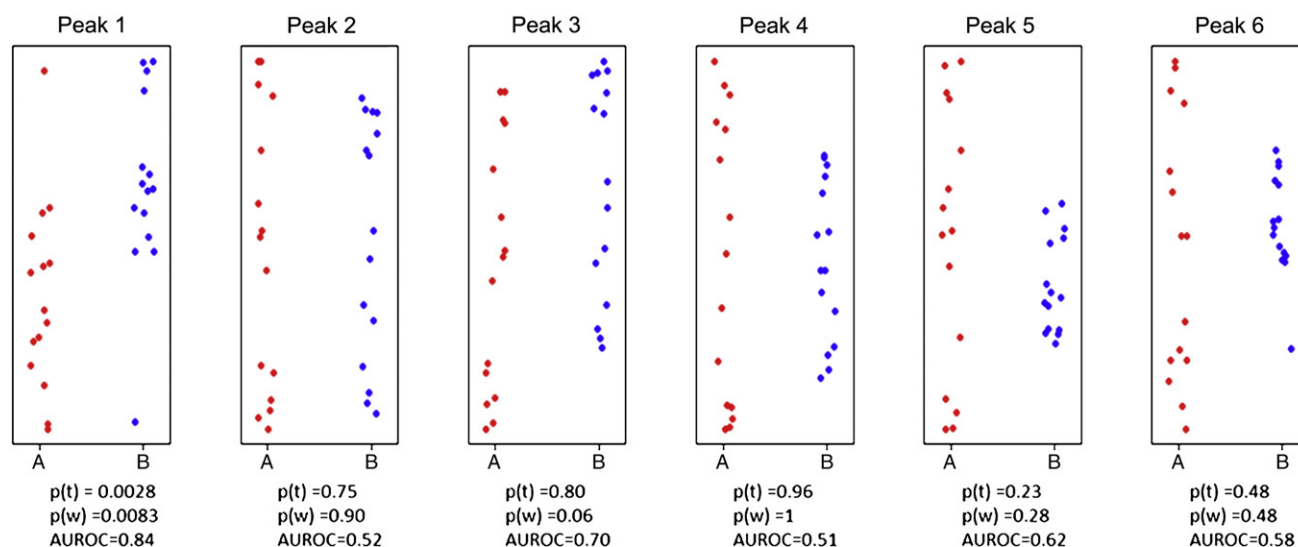 Peak 1 Peak 2 Peak 3 Peak 4 Peak 5 Peak 6
A B A B A B A B A B A B
p(t) = 0.0028 p(t) =0.75 p(t) =0.80 p(t) =0.96 p(t) =0.23 p(t) =0.48
p(w) =0.0083 p(w) =0.90 p(w) =0.06 p(w) =1 p(w) =0.28 p(w) =0.48
AUROC=0.84 AUROC=0.52 AUROC=0.70 AUROC=0.51 AUROC=0.62 AUROC=0.58